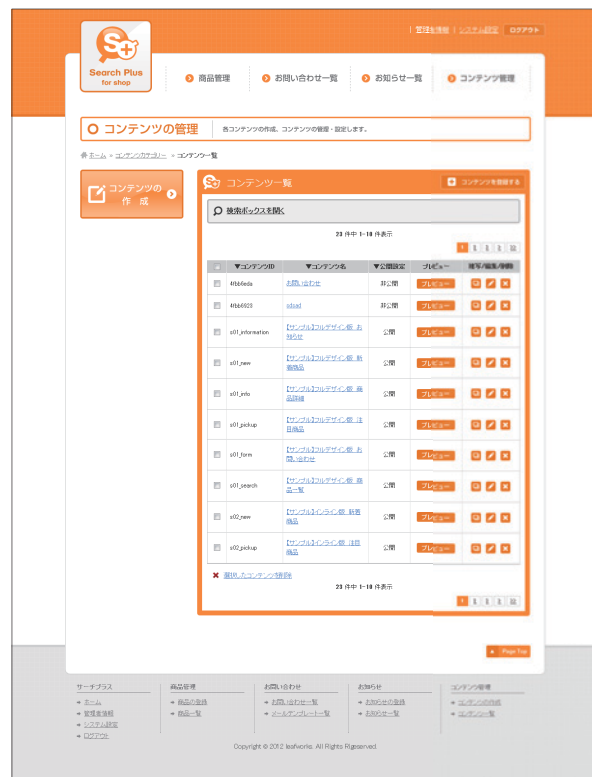 管理者情報 | システム設定 ログアウト
S+
Search Plus
for shop
商品管理 お問い合わせ一覧 お知らせ一覧 コンテンツ管理
コンテンツの管理 各コンテンツの作成、コンテンツの管理・設定します。
ホーム » コンテンツカテゴリー » コンテンツ一覧
コンテンツの
作 成
S+ コンテンツ一覧 コンテンツを登録する
検索ボックスを開く
23 件中 1-10 件表示
1 2 3
▼コンテンツID ▼コンテンツ名 ▼公開設定 プレビュー 複写/編集/削除
4fbb6eda お問い合わせ 非公開 プレビュー
4fbb5923 sdsad 非公開 プレビュー
s01_information 【サンプル】フルデザイン版 お
知らせ 公開 プレビュー
s01_new 【サンプル】フルデザイン版 新
着商品 公開 プレビュー
s01_info 【サンプル】フルデザイン版 商
品詳細 公開 プレビュー
s01_pickup 【サンプル】フルデザイン版 注
目商品 公開 プレビュー
s01_form 【サンプル】フルデザイン版 お
問い合わせ 公開 プレビュー
s01_search 【サンプル】フルデザイン版 商
品一覧 公開 プレビュー
s02_new 【サンプル】インライン版 新着
商品 公開 プレビュー
s02_pickup 【サンプル】インライン版 注目
商品 公開 プレビュー
選択したコンテンツを削除
23 件中 1-10 件表示
1 2 3
Page Top
サーチプラス 商品管理 お問い合わせ お知らせ コンテンツ管理
ホーム 商品の登録 お問い合わせ一覧 お知らせの登録 コンテンツの作成
管理者情報 商品一覧 メールテンプレート一覧 お知らせ一覧 コンテンツ一覧
システム設定
ログアウト
Copyright © 2012 leafworks. All Rights Rigeserved.